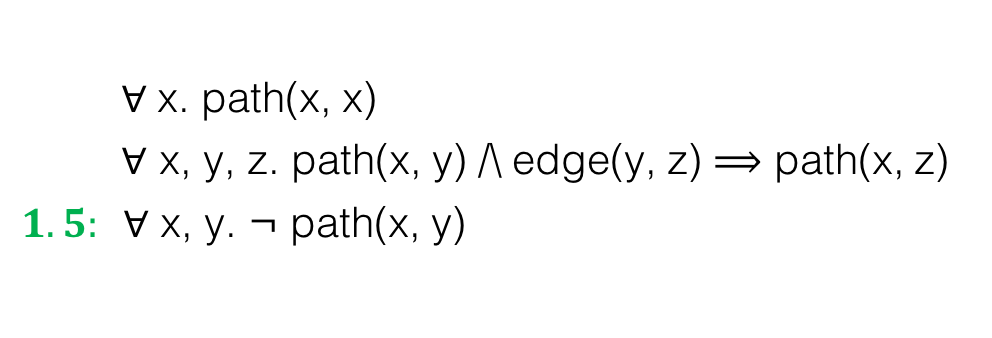 ∀ x. path(x, x)
∀ x, y, z. path(x, y) /\ edge(y, z) ⟹ path(x, z)
1.5: ∀ x, y. ¬ path(x, y)